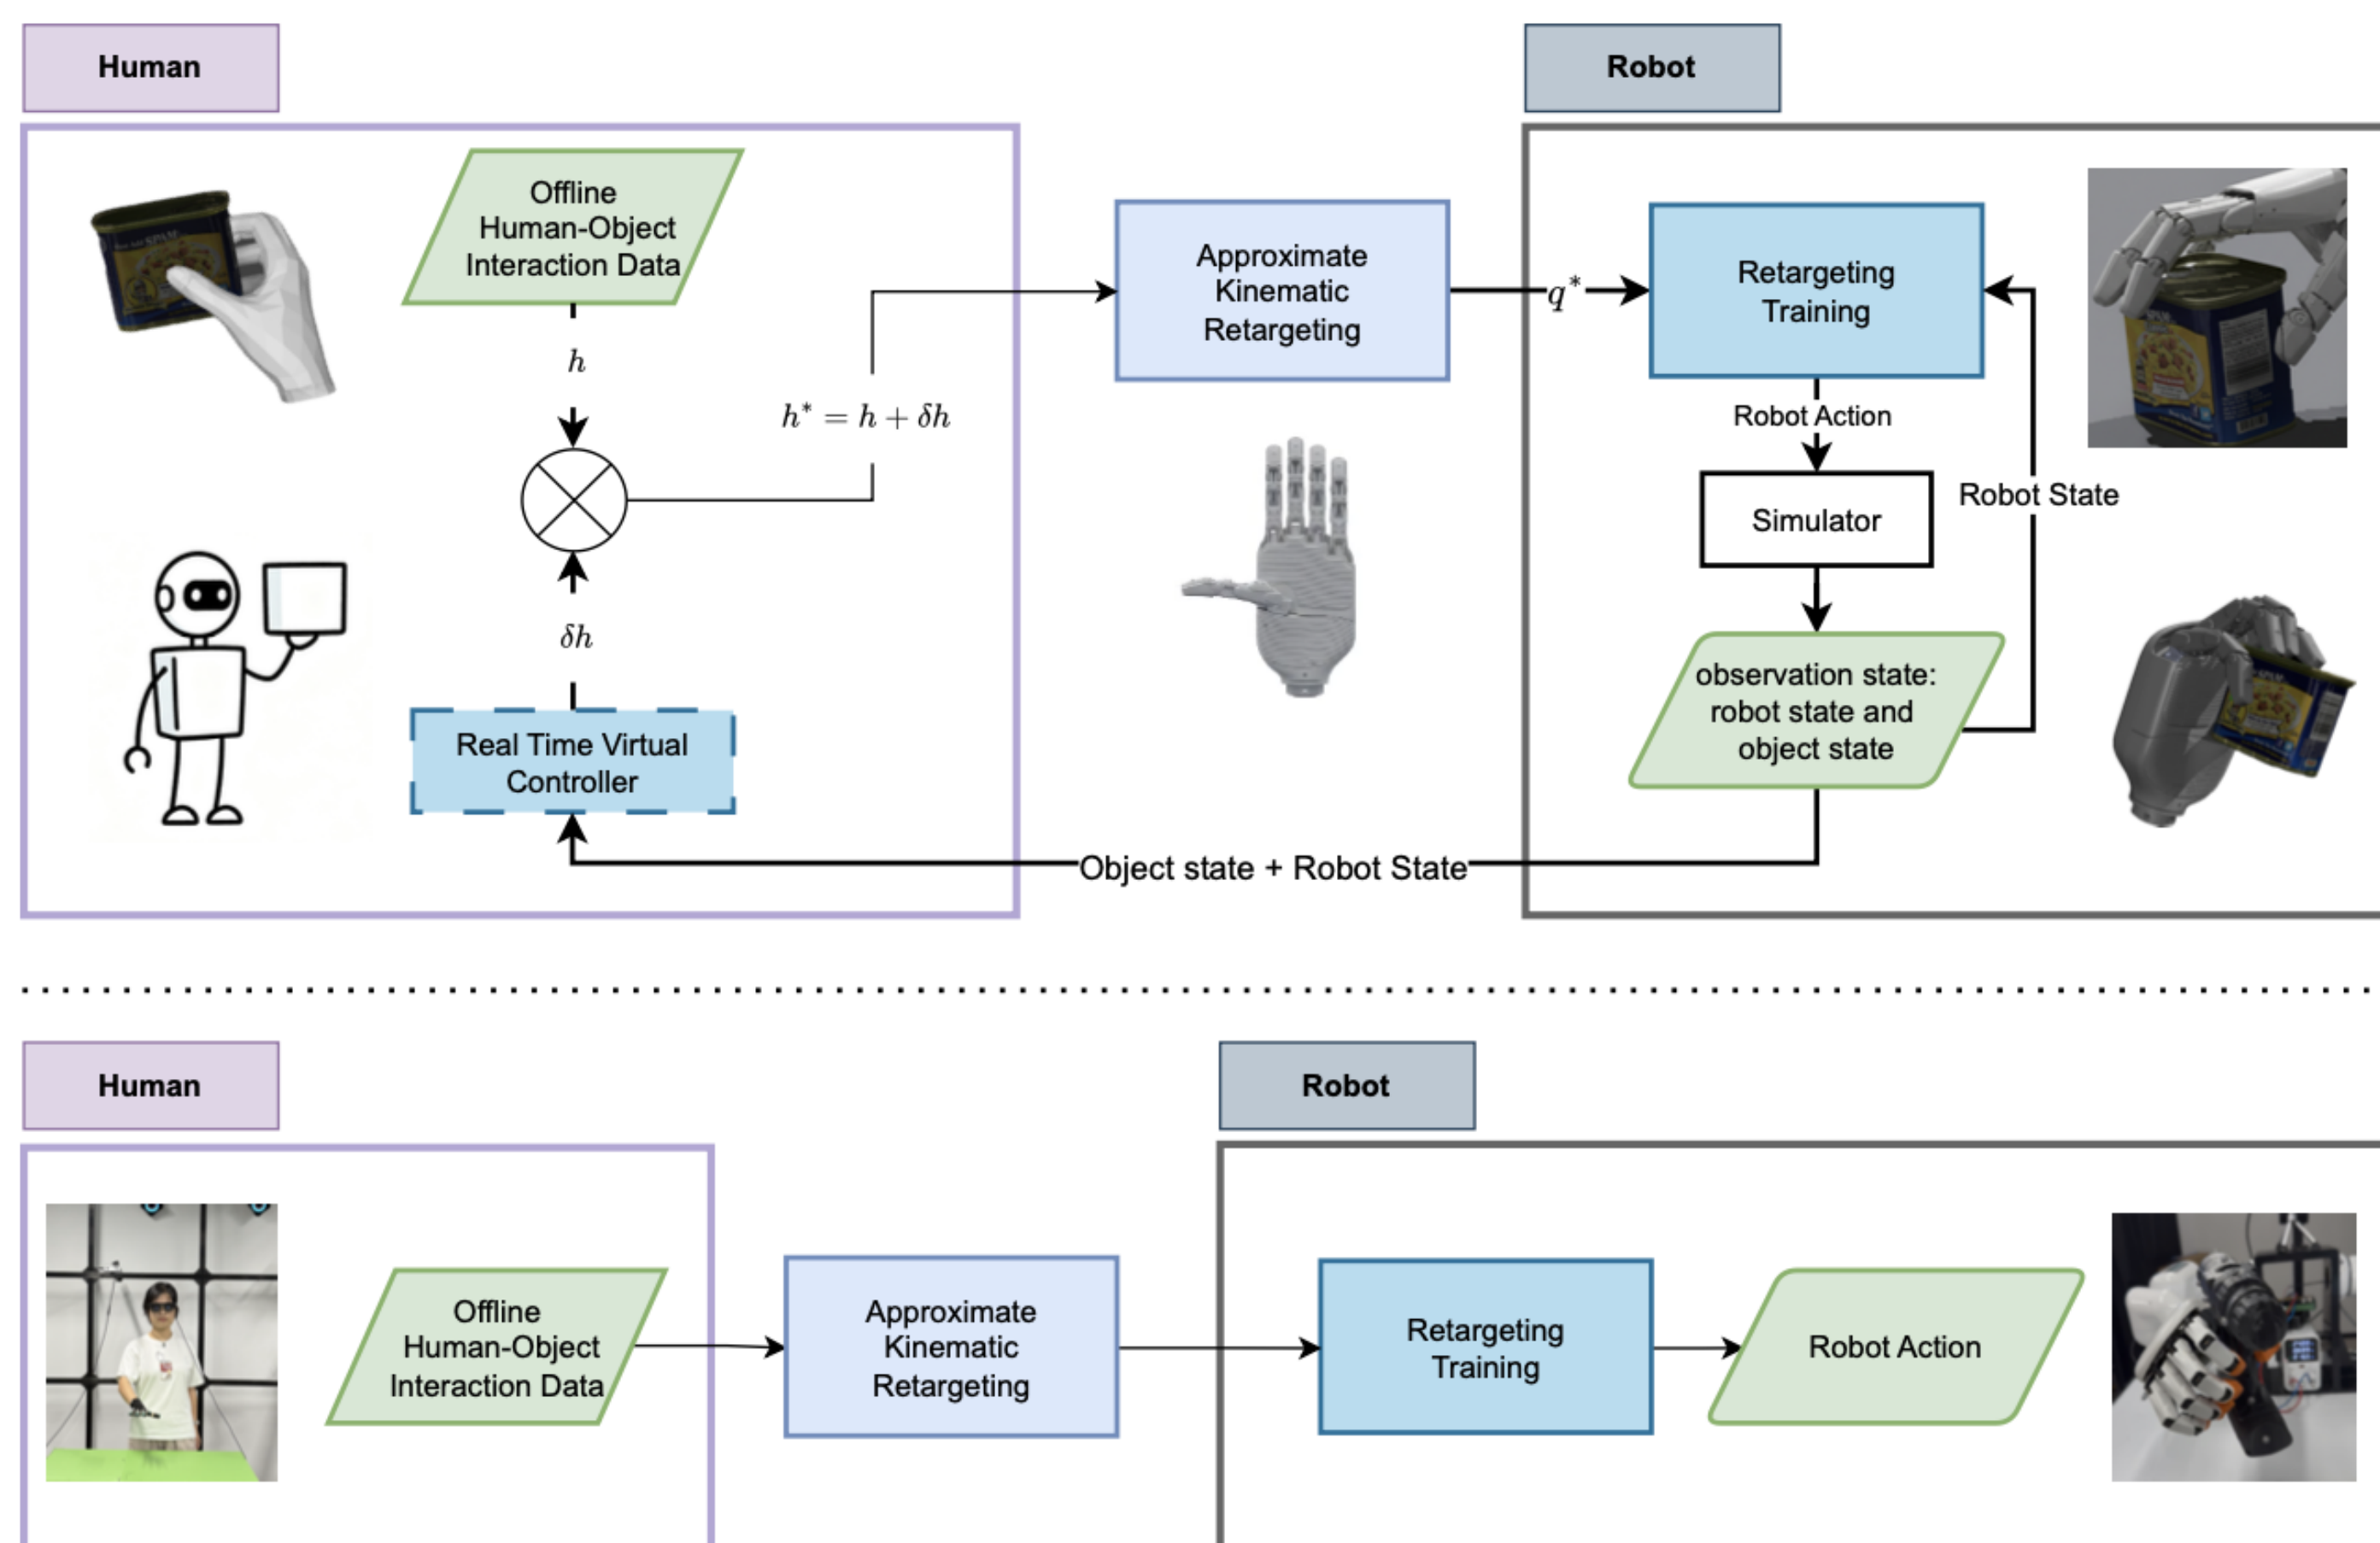 Human
Robot
Offline
Human-Object
Interaction Data
h
h* = h + δh
δh
Real Time Virtual
Controller
Approximate
Kinematic
Retargeting
q*
Retargeting
Training
Robot Action
Simulator
Robot State
observation state:
robot state and
object state
Object state + Robot State
Human
Robot
Offline
Human-Object
Interaction Data
Approximate
Kinematic
Retargeting
Retargeting
Training
Robot Action